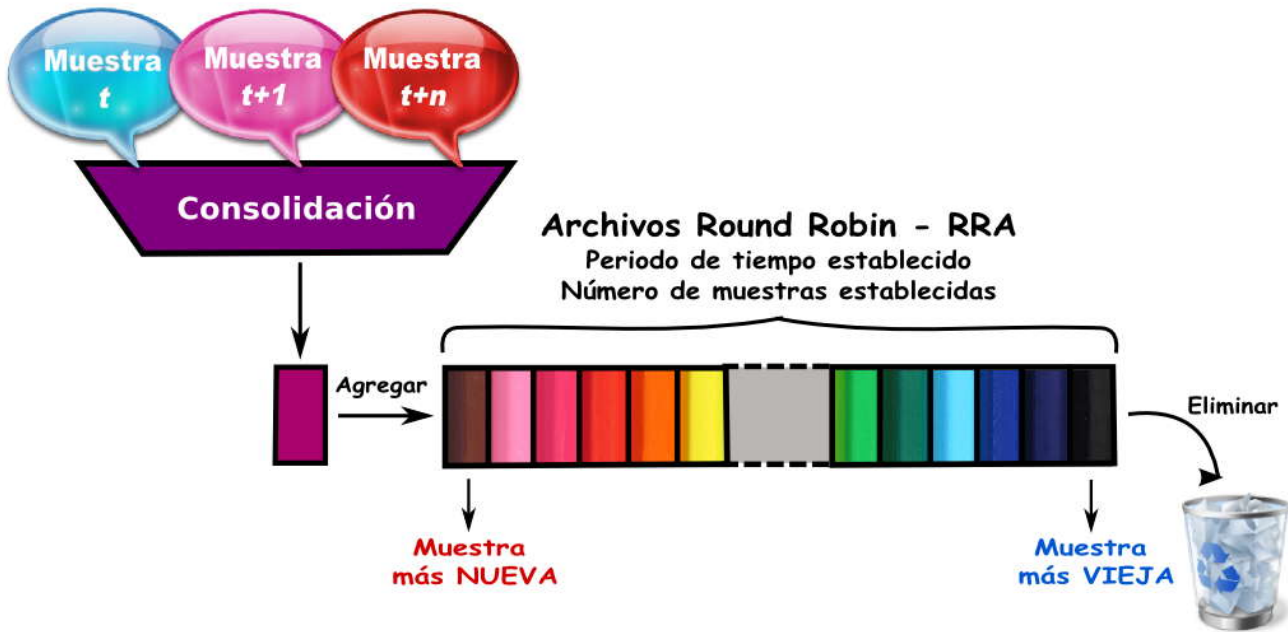 Muestra
t
Muestra
t+1
Muestra
t+n
Consolidación
Archivos Round Robin - RRA
Periodo de tiempo establecido
Número de muestras establecidas
Agregar
Eliminar
Muestra
más NUEVA
Muestra
más VIEJA